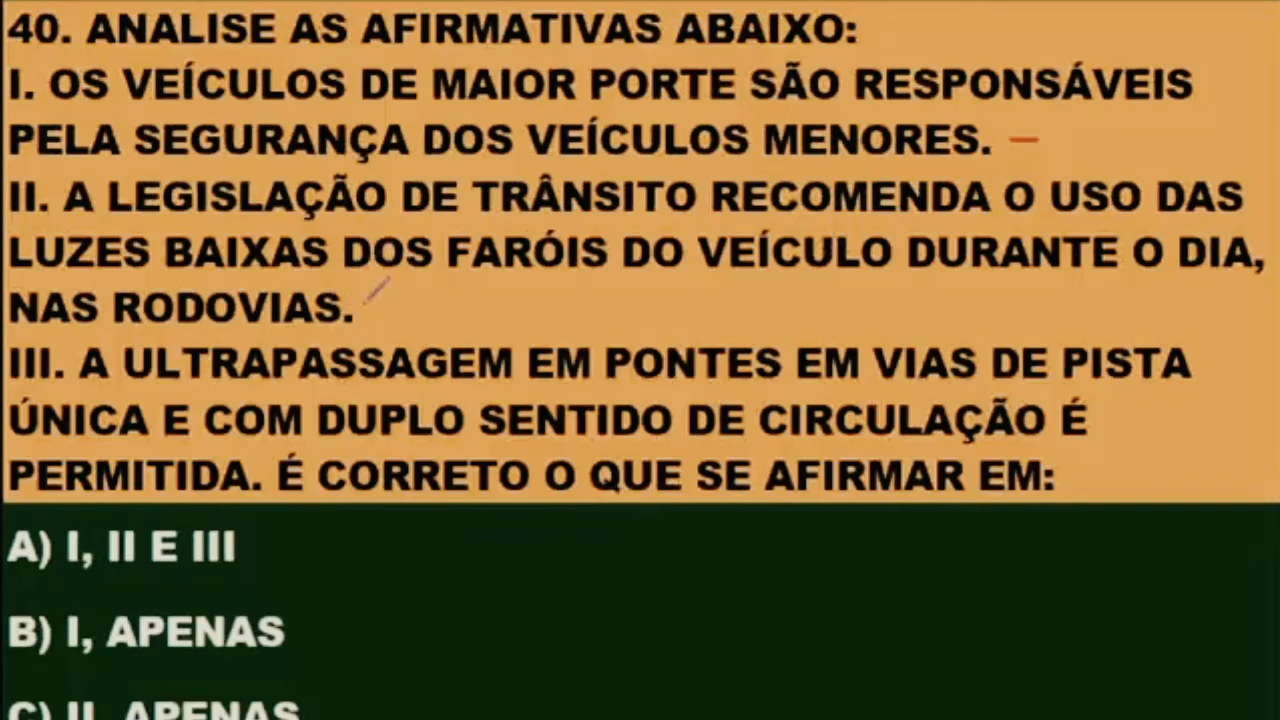 40. ANALISE AS AFIRMATIVAS ABAIXO:
I. OS VEÍCULOS DE MAIOR PORTE SÃO RESPONSÁVEIS
PELA SEGURANÇA DOS VEÍCULOS MENORES.
II. A LEGISLAÇÃO DE TRÂNSITO RECOMENDA O USO DAS
LUZES BAIXAS DOS FARÓIS DO VEÍCULO DURANTE O DIA,
NAS RODOVIAS.
III. A ULTRAPASSAGEM EM PONTES EM VIAS DE PISTA
ÚNICA E COM DUPLO SENTIDO DE CIRCULAÇÃO É
PERMITIDA. É CORRETO O QUE SE AFIRMAR EM:
A) I, II E III
B) I, APENAS
C) II, APENAS